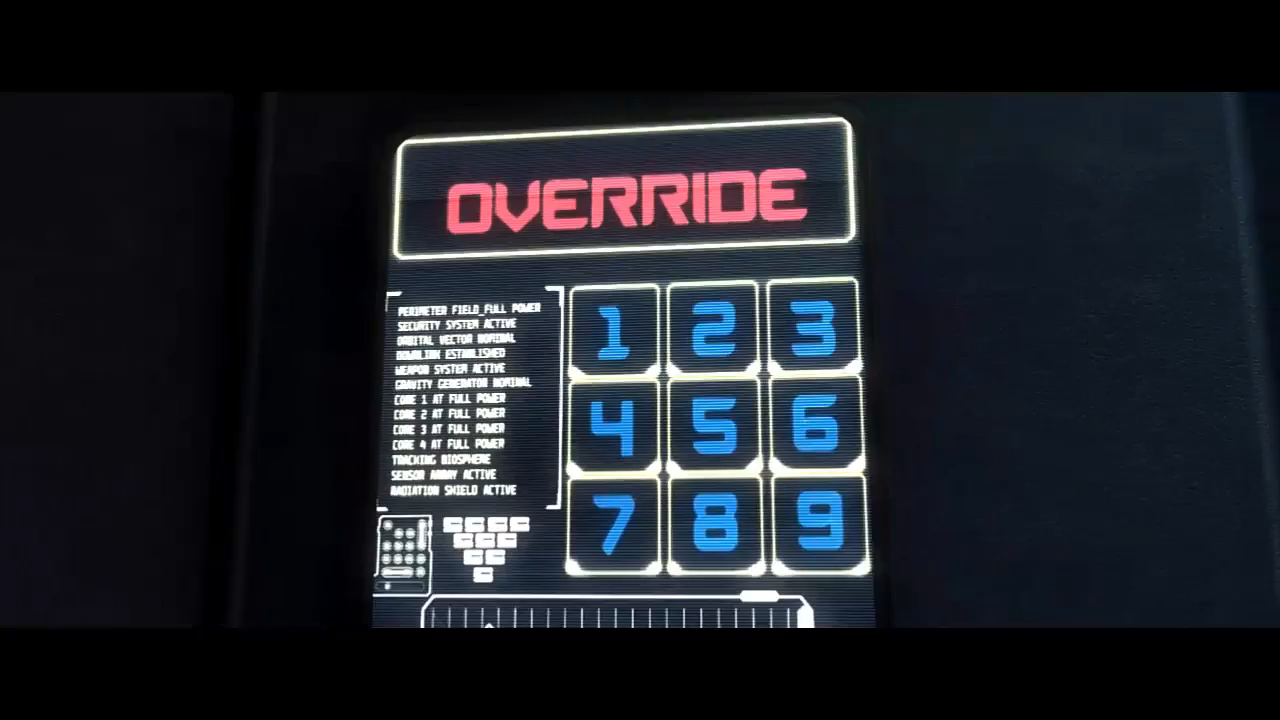 OVERRIDE
PERIMETER FIELD_FULL POWER
SECURITY SYSTEM ACTIVE
ORBITAL VECTOR NOMINAL
DOWNLINK ESTABLISHED
WEAPON SYSTEM ACTIVE
GRAVITY GENERATOR NOMINAL
CORE 1 AT FULL POWER
CORE 2 AT FULL POWER
CORE 3 AT FULL POWER
CORE 4 AT FULL POWER
TRACKING BIOSPHERE
SENSOR ARRAY ACTIVE
RADIATION SHIELD ACTIVE
1 2 3
4 5 6
7 8 9